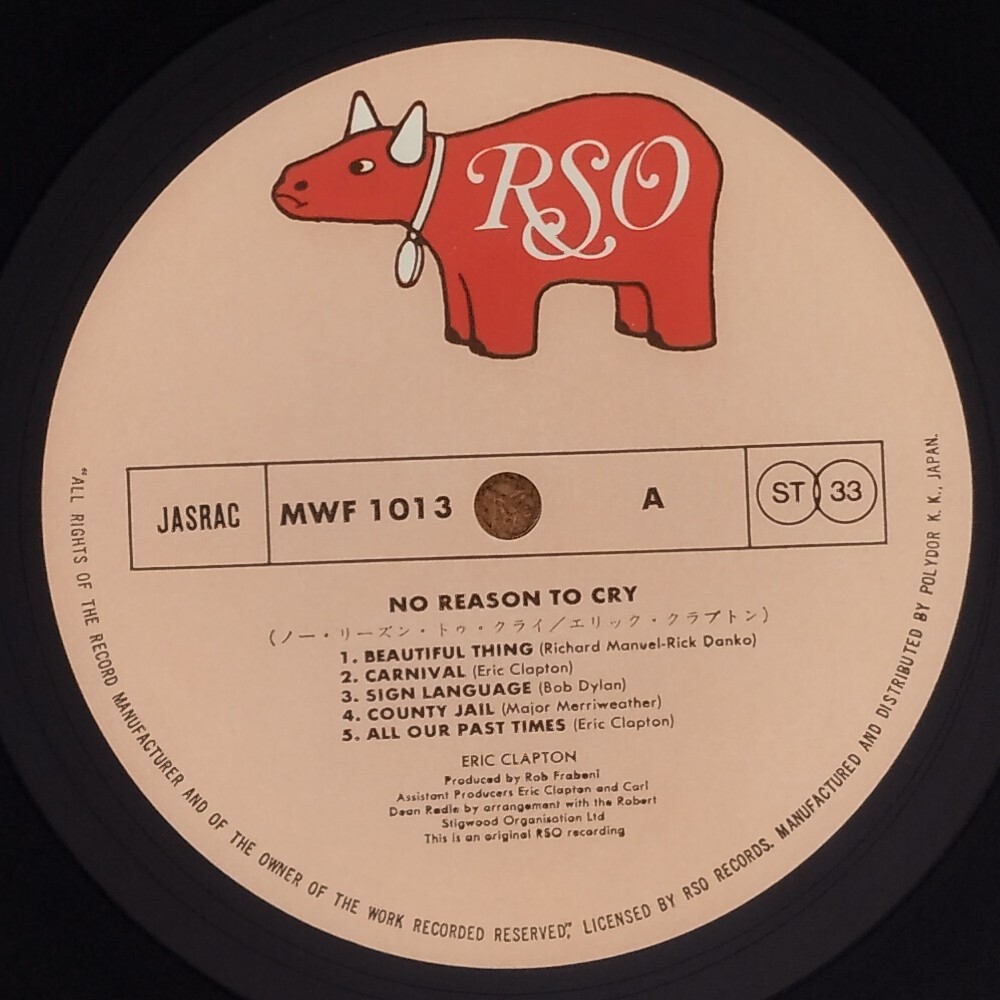 RSO
JASRAC MWF 1013 A ST 33
NO REASON TO CRY
(ノー・リーズン・トゥ・クライ/エリック・クラプトン)
1. BEAUTIFUL THING (Richard Manuel-Rick Danko)
2. CARNIVAL (Eric Clapton)
3. SIGN LANGUAGE (Bob Dylan)
4. COUNTY JAIL (Major Merriweather)
5. ALL OUR PAST TIMES (Eric Clapton)
ERIC CLAPTON
Produced by Rob Fraboni
Assistant Producers Eric Clapton and Carl
Dean Radle by arrangement with the Robert
Stigwood Organisation Ltd
This is an original RSO recording
"ALL RIGHTS OF THE RECORD MANUFACTURER AND OF THE OWNER OF THE WORK RECORDED RESERVED", LICENSED BY RSO RECORDS. MANUFACTURED AND DISTRIBUTED BY POLYDOR K. K., JAPAN.